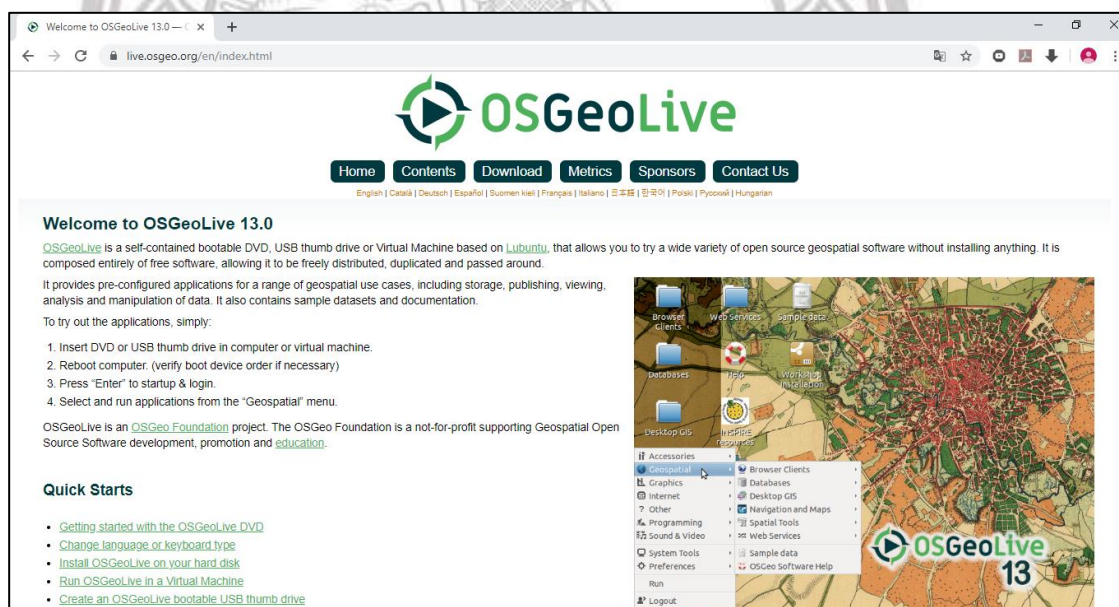 Welcome to OSGeoLive 13.0 — C
live.osgeo.org/en/index.html
OSGeoLive
Home Contents Download Metrics Sponsors Contact Us
English | Català | Deutsch | Español | Suomen kieli | Français | Italiano | 日本語 | 한국어 | Polski | Русский | Hungarian
Welcome to OSGeoLive 13.0
OSGeoLive is a self-contained bootable DVD, USB thumb drive or Virtual Machine based on Lubuntu, that allows you to try a wide variety of open source geospatial software without installing anything. It is
composed entirely of free software, allowing it to be freely distributed, duplicated and passed around.
It provides pre-configured applications for a range of geospatial use cases, including storage, publishing, viewing,
analysis and manipulation of data. It also contains sample datasets and documentation.
To try out the applications, simply:
1. Insert DVD or USB thumb drive in computer or virtual machine.
2. Reboot computer. (verify boot device order if necessary)
3. Press “Enter” to startup & login.
4. Select and run applications from the “Geospatial” menu.
OSGeoLive is an OSGeo Foundation project. The OSGeo Foundation is a not-for-profit supporting Geospatial Open
Source Software development, promotion and education.
Quick Starts
Getting started with the OSGeoLive DVD
Change language or keyboard type
Install OSGeoLive on your hard disk
Run OSGeoLive in a Virtual Machine
Create an OSGeoLive bootable USB thumb drive
Browser
Clients
Web Services
Sample data
Databases
Help
Workshop
Installation
Desktop GIS
INSPIRE
resources
Accessories
Geospatial
Graphics
Internet
Other
Programming
Sound & Video
System Tools
Preferences
Run
Logout
Browser Clients
Databases
Desktop GIS
Navigation and Maps
Spatial Tools
Web Services
Sample data
OSGeo Software Help
OSGeoLive
13